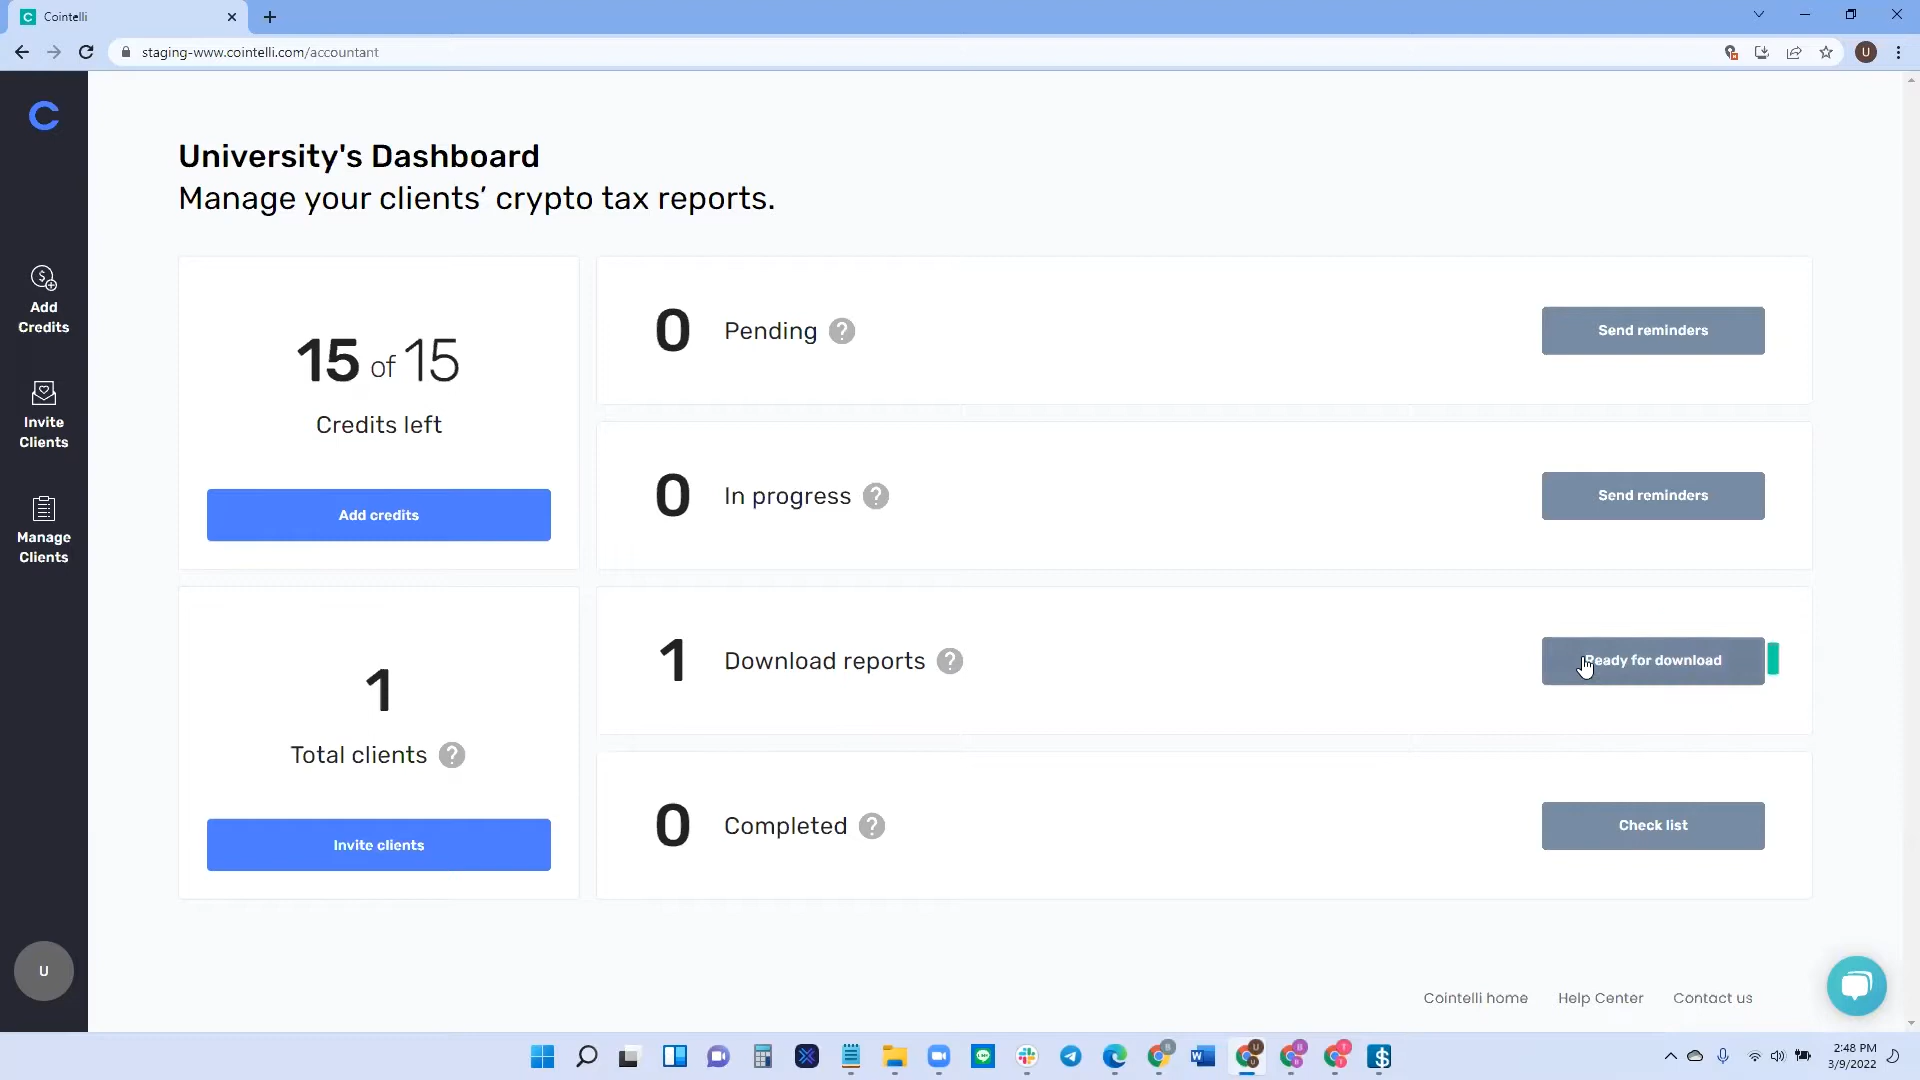 Cointelli
staging-www.cointelli.com/accountant
U
C
University's Dashboard
Manage your clients’ crypto tax reports.
Add
Credits
Invite
Clients
Manage
Clients
U
15 of 15
Credits left
Add credits
1
Total clients ?
Invite clients
0 Pending ? Send reminders
0 In progress ? Send reminders
1 Download reports ? Ready for download
0 Completed ? Check list
Cointelli home Help Center Contact us
2:48 PM
3/9/2022